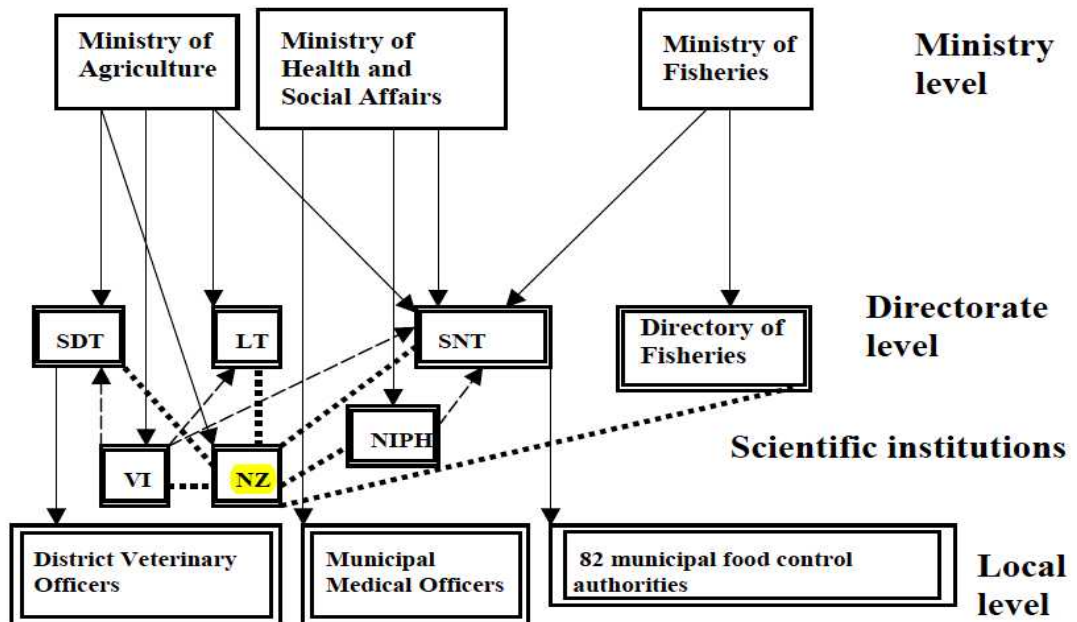 Ministry of
Agriculture
Ministry of
Health and
Social Affairs
Ministry of
Fisheries
Ministry
level
SDT
LT
SNT
Directory of
Fisheries
Directorate
level
NIPH
VI
NZ
Scientific institutions
District Veterinary
Officers
Municipal
Medical Officers
82 municipal food control
authorities
Local
level